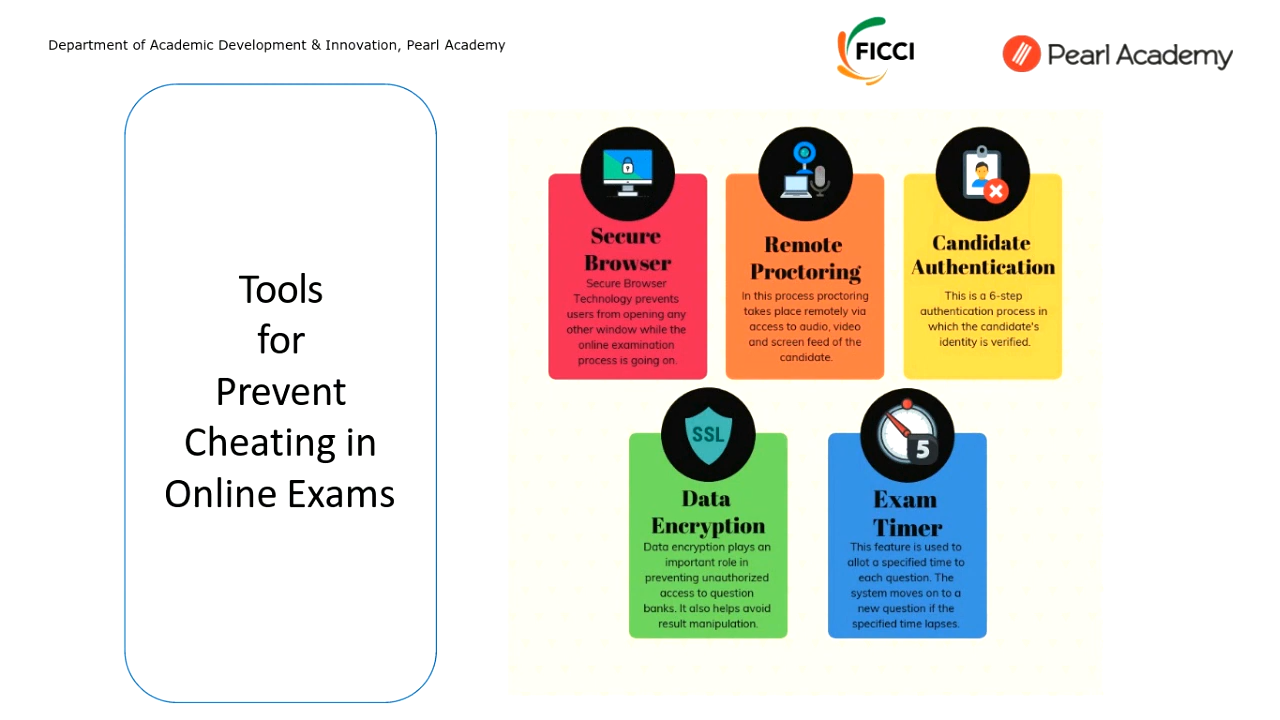 Department of Academic Development & Innovation, Pearl Academy
FICCI
Pearl Academy
Tools
for
Prevent
Cheating in
Online Exams
Secure
Browser
Secure Browser
Technology prevents
users from opening any
other window while the
online examination
process is going on.
Remote
Proctoring
In this process proctoring
takes place remotely via
access to audio, video
and screen feed of the
candidate.
Candidate
Authentication
This is a 6-step
authentication process in
which the candidate's
identity is verified.
SSL
Data
Encryption
Data encryption plays an
important role in
preventing unauthorized
access to question
banks. It also helps avoid
result manipulation.
5
Exam
Timer
This feature is used to
allot a specified time to
each question. The
system moves on to a
new question if the
specified time lapses.